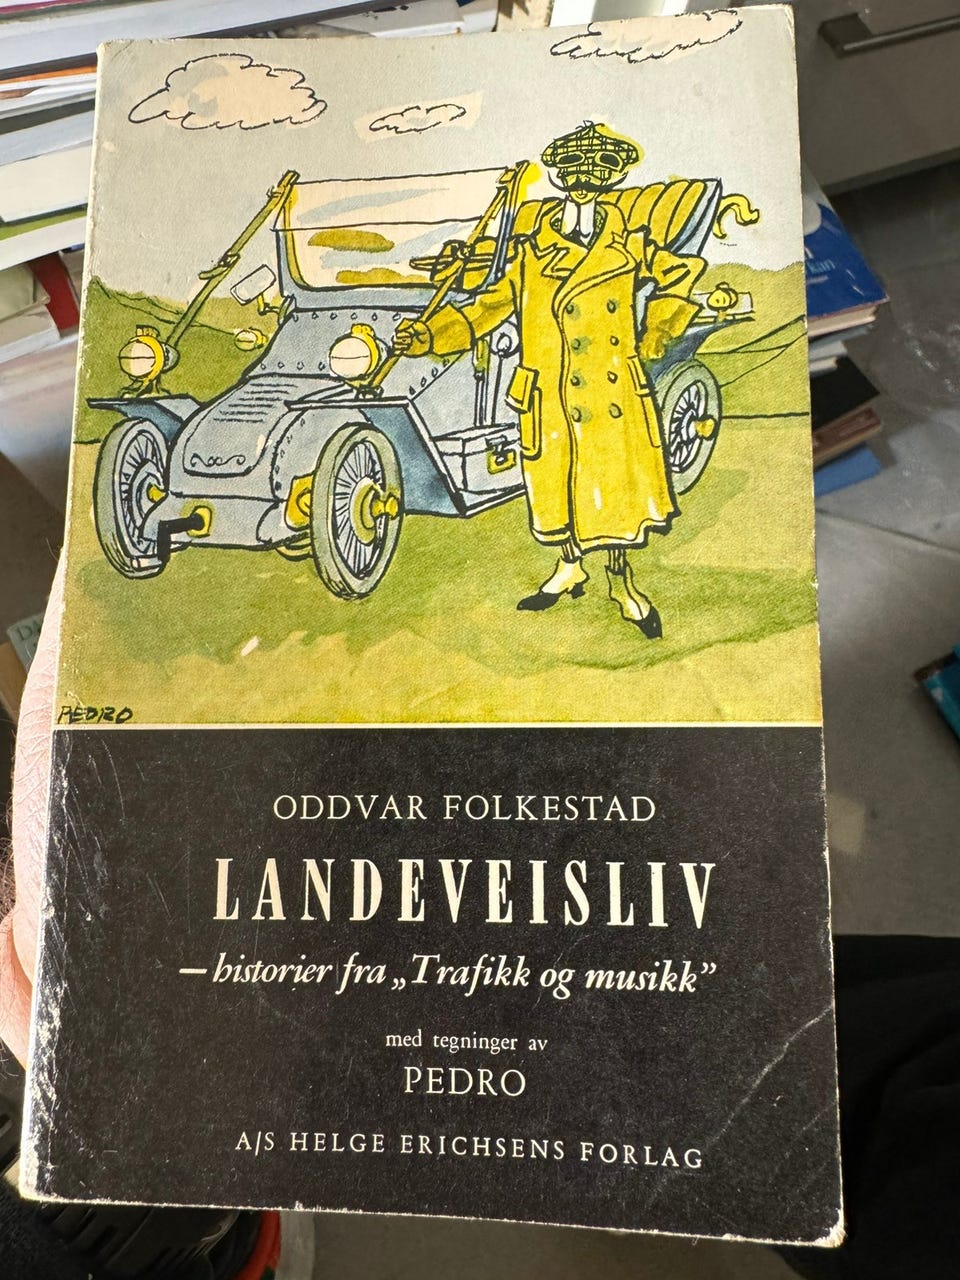 PEDRO
ODDVAR FOLKESTAD
LANDEVEISLIV
— historier fra „Trafikk og musikk”
med tegninger av
PEDRO
A/S HELGE ERICHSENS FORLAG